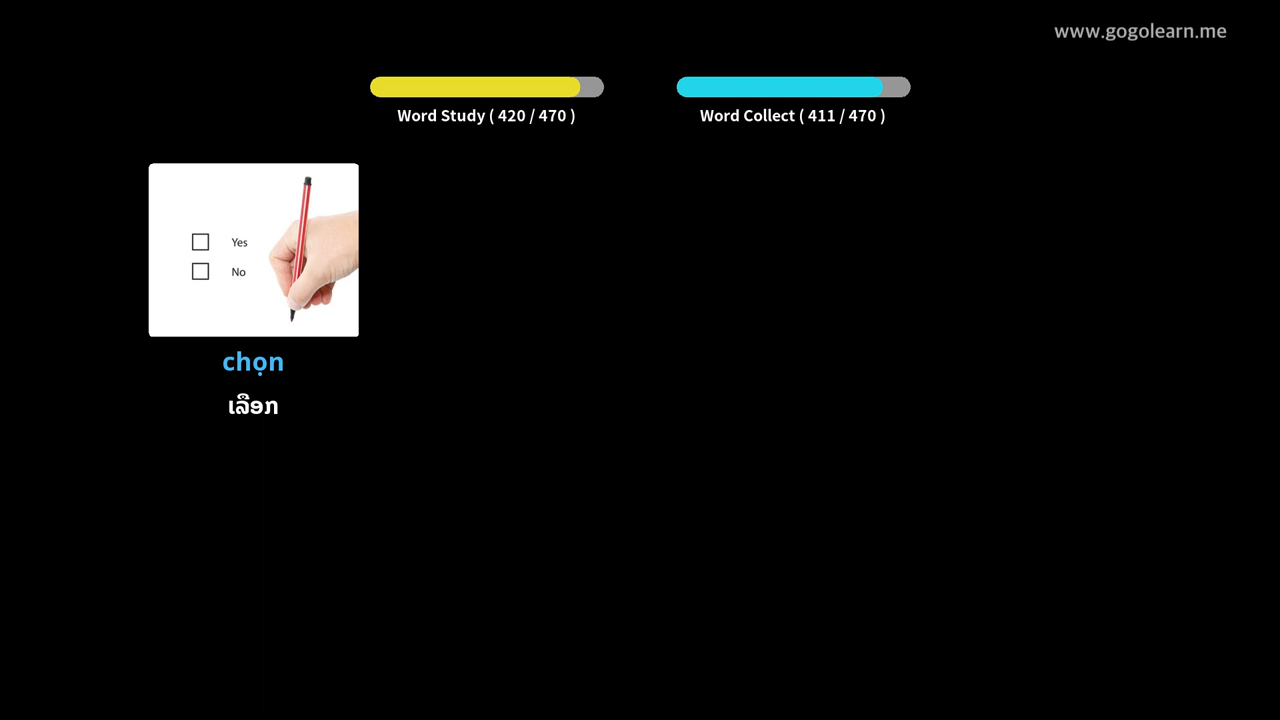 www.gogolearn.me
Word Study ( 420 / 470 )
Word Collect ( 411 / 470 )
Yes
No
chọn
ເລືອກ